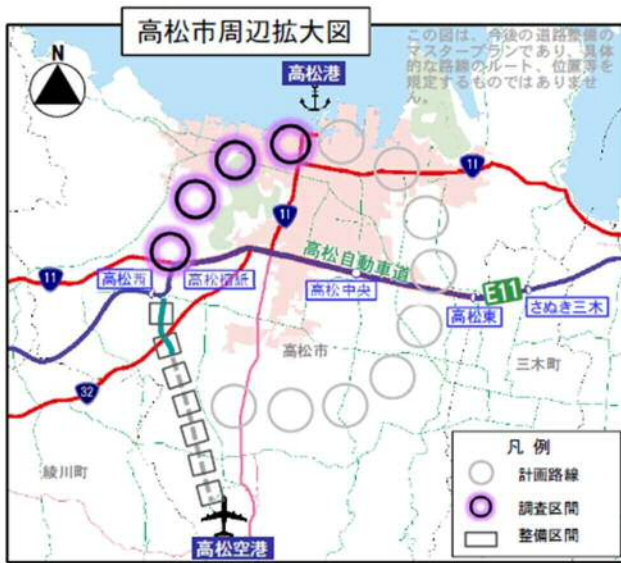 高松市周辺拡大図
この図は、今後の道路整備の
マスタープランであり、具体
的な路線のルート、位置等を
規定するものではありませ
ん。
N
高松港
11
11
高松自動車道
11
高松西
高松檀紙
高松中央
E11
高松東
さぬき三木
高松市
三木町
32
綾川町
高松空港
凡 例
計画路線
調査区間
整備区間